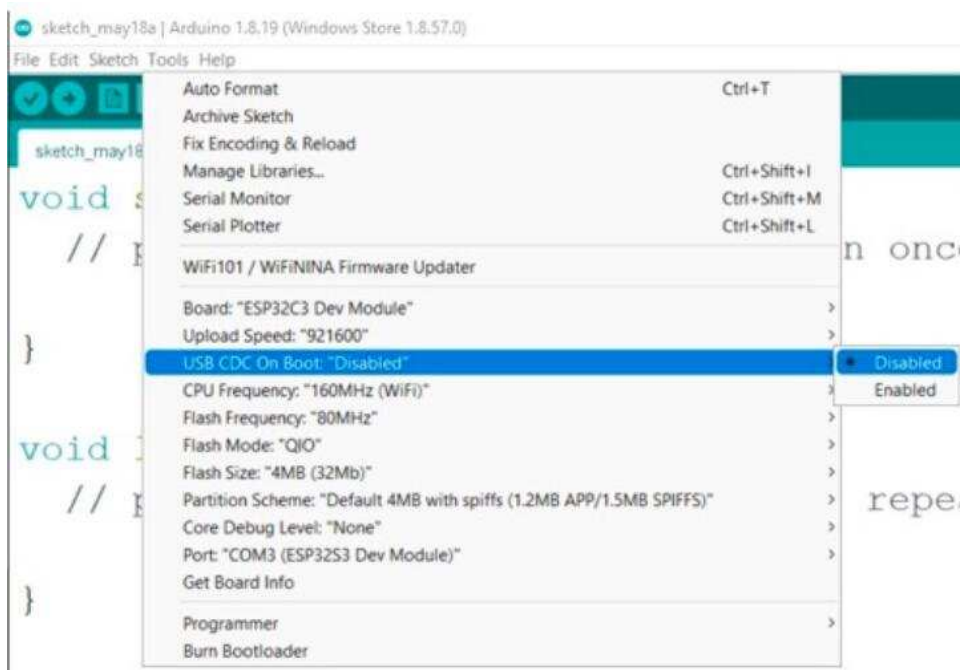 sketch_may18a | Arduino 1.8.19 (Windows Store 1.8.57.0)
File Edit Sketch Tools Help
Auto Format Ctrl+T
Archive Sketch
Fix Encoding & Reload
sketch_may18
Manage Libraries... Ctrl+Shift+I
void s
Serial Monitor Ctrl+Shift+M
Serial Plotter Ctrl+Shift+L
// p
n onc
WiFi101 / WiFiNINA Firmware Updater
Board: "ESP32C3 Dev Module"
Upload Speed: "921600"
}
USB CDC On Boot: "Disabled" Disabled
CPU Frequency: "160MHz (WiFi)" Enabled
Flash Frequency: "80MHz"
Flash Mode: "QIO"
void l
Flash Size: "4MB (32Mb)"
Partition Scheme: "Default 4MB with spiffs (1.2MB APP/1.5MB SPIFFS)"
// p
repe
Core Debug Level: "None"
Port: "COM3 (ESP32S3 Dev Module)"
Get Board Info
}
Programmer
Burn Bootloader